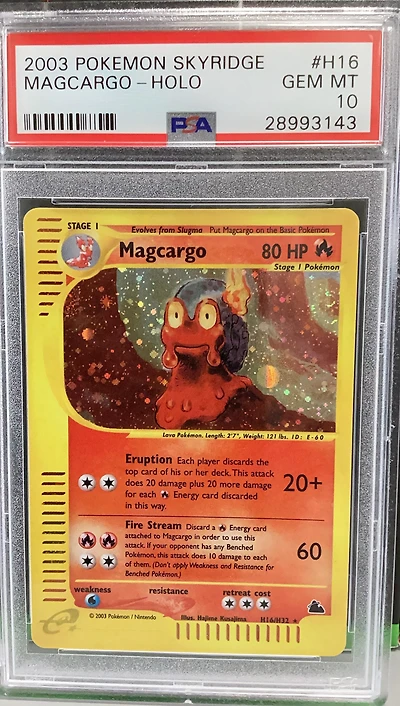 2003 POKEMON SKYRIDGE #H16
MAGCARGO - HOLO GEM MT
10
PSA 28993143
STAGE 1 Evolves from Slugma Put Magcargo on the Basic Pokémon
Magcargo 80 HP
Stage 1 Pokémon
Lava Pokémon. Length: 2'7", Weight: 121 lbs. ID: E-60
Eruption Each player discards the
top card of his or her deck. This attack
does 20 damage plus 20 more damage
for each Energy card discarded
in this way.
20+
Fire Stream Discard a Energy card
attached to Magcargo in order to use this
attack. If your opponent has any Benched
Pokémon, this attack does 10 damage to each
of them. (Don't apply Weakness and Resistance for
Benched Pokémon.)
60
weakness resistance retreat cost
e
© 2003 Pokémon / Nintendo Illus. Hajime Kusajima H16/H32